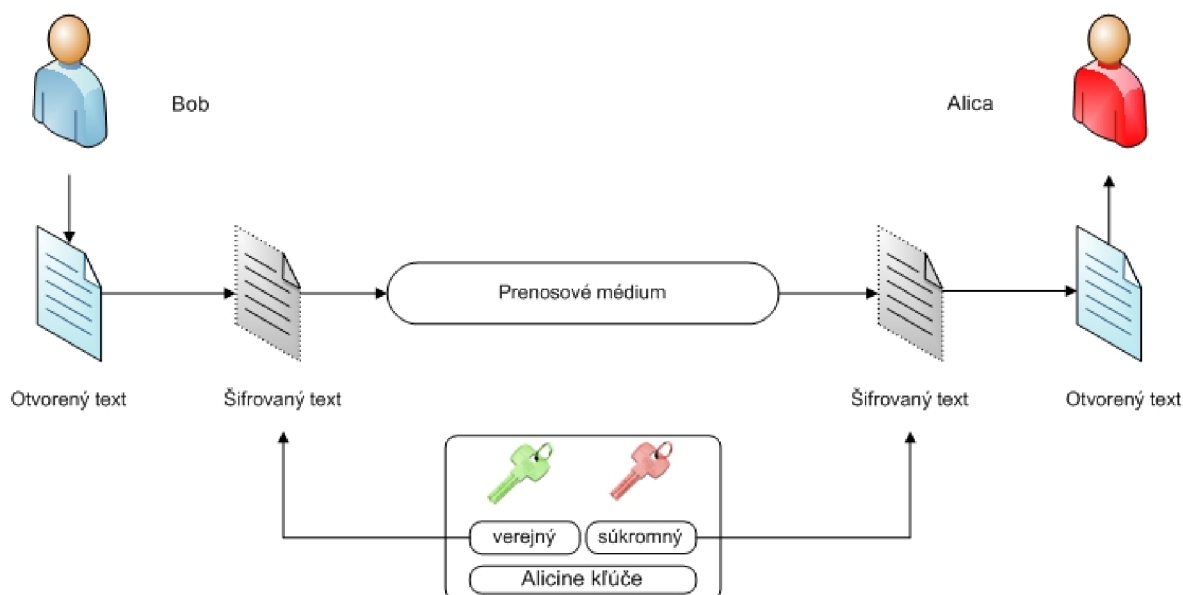 Bob
Alica
Prenosové médium
Otvorený text
Šifrovaný text
Šifrovaný text
Otvorený text
verejný
súkromný
Alicine kľúče